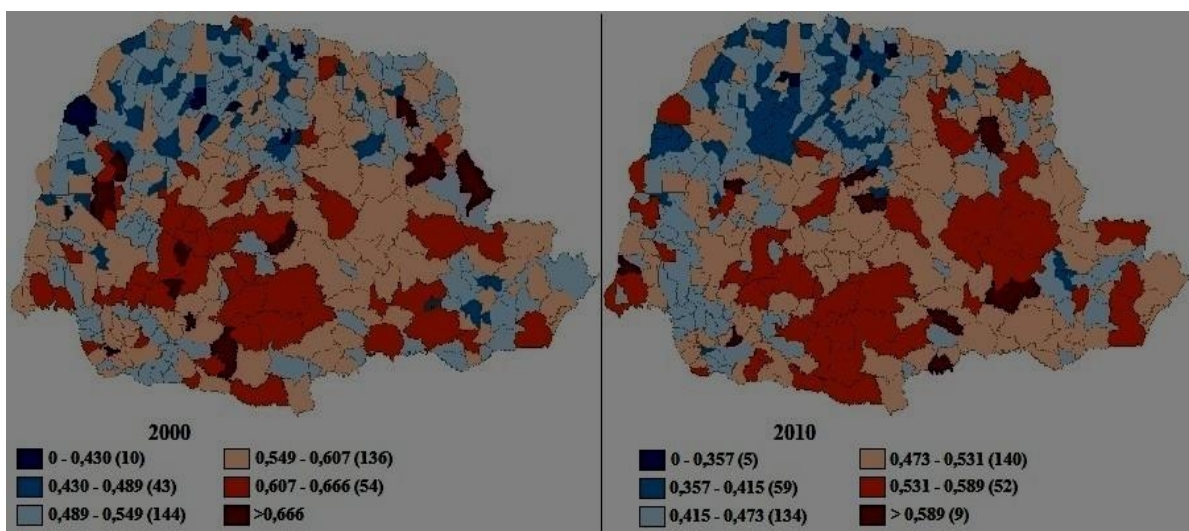 2000
0 - 0,430 (10)
0,430 - 0,489 (43)
0,489 - 0,549 (144)
0,549 - 0,607 (136)
0,607 - 0,666 (54)
>0,666
2010
0 - 0,357 (5)
0,357 - 0,415 (59)
0,415 - 0,473 (134)
0,473 - 0,531 (140)
0,531 - 0,589 (52)
> 0,589 (9)